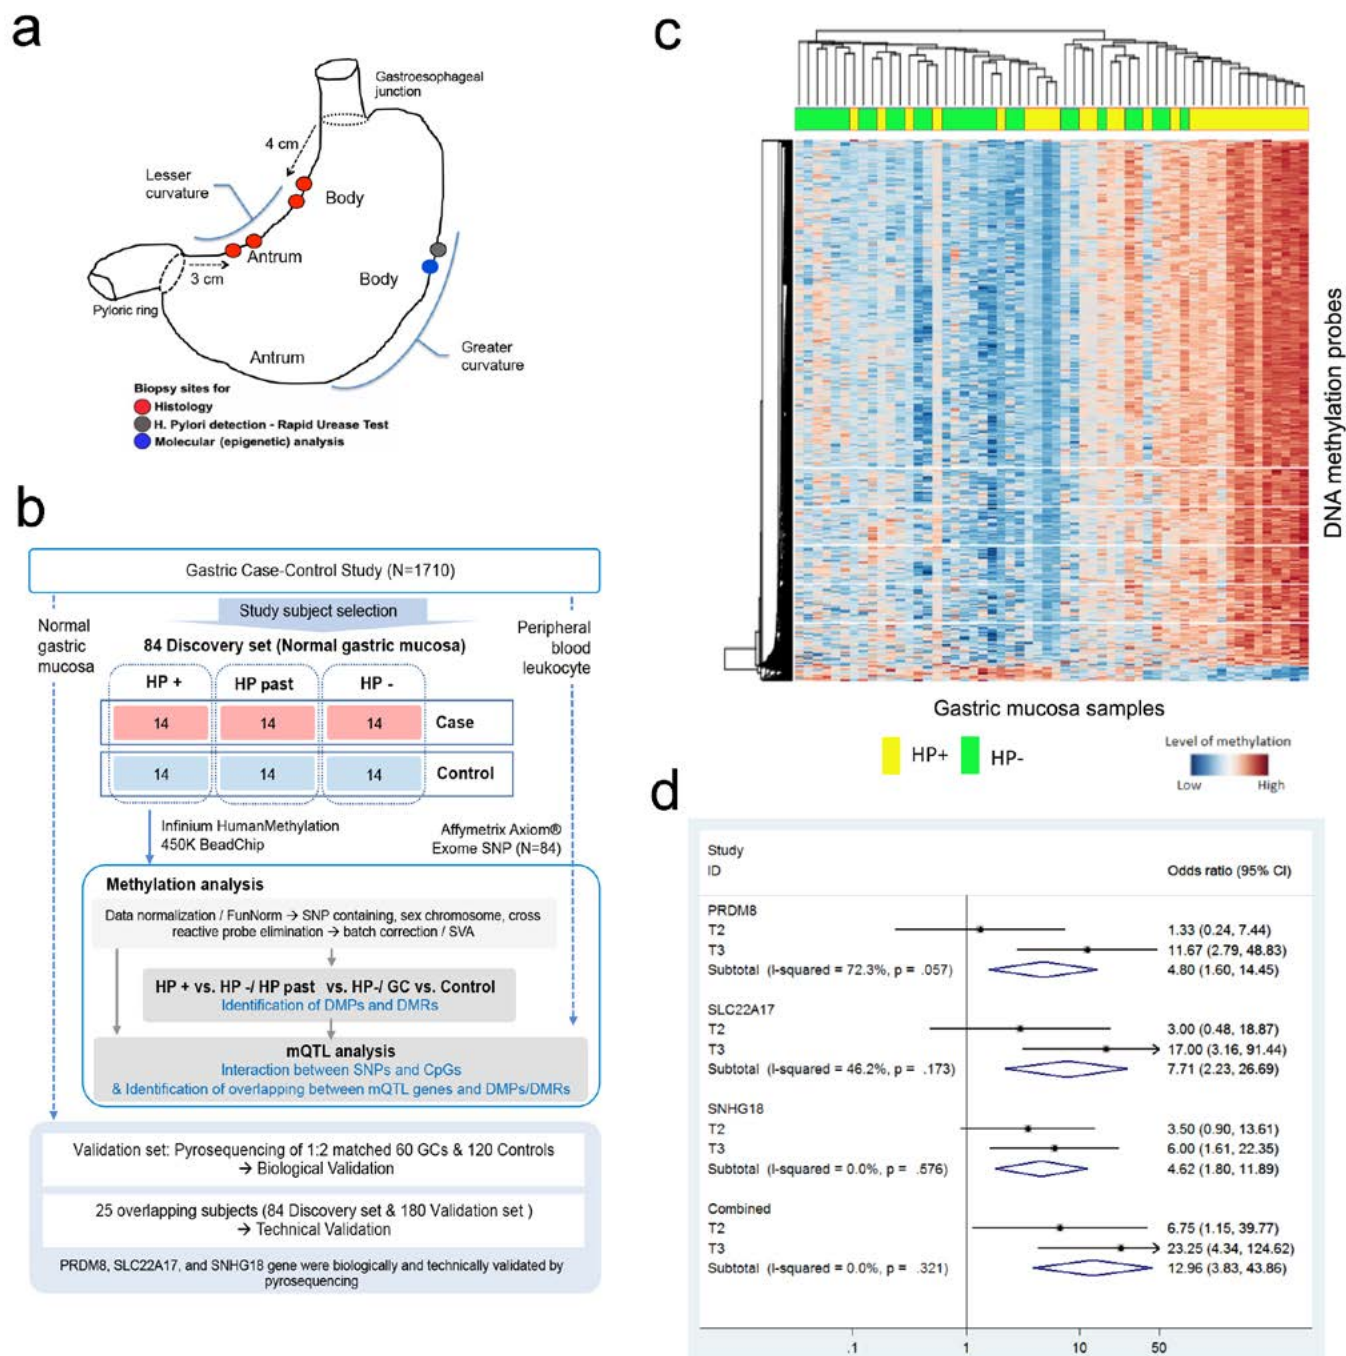 a
Gastroesophageal
junction
4 cm
Lesser
curvature
Body
Antrum
3 cm
Body
Pyloric ring
Antrum
Greater
curvature
Biopsy sites for
Histology
H. Pylori detection - Rapid Urease Test
Molecular (epigenetic) analysis
b
Gastric Case-Control Study (N=1710)
Study subject selection
Normal
gastric
mucosa
Peripheral
blood
leukocyte
84 Discovery set (Normal gastric mucosa)
HP + HP past HP -
14 14 14 Case
14 14 14 Control
Infinium HumanMethylation
450K BeadChip
Affymetrix Axiom®
Exome SNP (N=84)
Methylation analysis
Data normalization / FunNorm → SNP containing, sex chromosome, cross
reactive probe elimination → batch correction / SVA
HP + vs. HP -/ HP past vs. HP-/ GC vs. Control
Identification of DMPs and DMRs
mQTL analysis
Interaction between SNPs and CpGs
& Identification of overlapping between mQTL genes and DMPs/DMRs
Validation set: Pyrosequencing of 1:2 matched 60 GCs & 120 Controls
→ Biological Validation
25 overlapping subjects (84 Discovery set & 180 Validation set )
→ Technical Validation
PRDM8, SLC22A17, and SNHG18 gene were biologically and technically validated by
pyrosequencing
c
DNA methylation probes
Gastric mucosa samples
HP+ HP-
Level of methylation
Low High
d
Study
ID Odds ratio (95% CI)
PRDM8
T2 1.33 (0.24, 7.44)
T3 11.67 (2.79, 48.83)
Subtotal (I-squared = 72.3%, p = .057) 4.80 (1.60, 14.45)
SLC22A17
T2 3.00 (0.48, 18.87)
T3 17.00 (3.16, 91.44)
Subtotal (I-squared = 46.2%, p = .173) 7.71 (2.23, 26.69)
SNHG18
T2 3.50 (0.90, 13.61)
T3 6.00 (1.61, 22.35)
Subtotal (I-squared = 0.0%, p = .576) 4.62 (1.80, 11.89)
Combined
T2 6.75 (1.15, 39.77)
T3 23.25 (4.34, 124.62)
Subtotal (I-squared = 0.0%, p = .321) 12.96 (3.83, 43.86)
.1 1 10 50